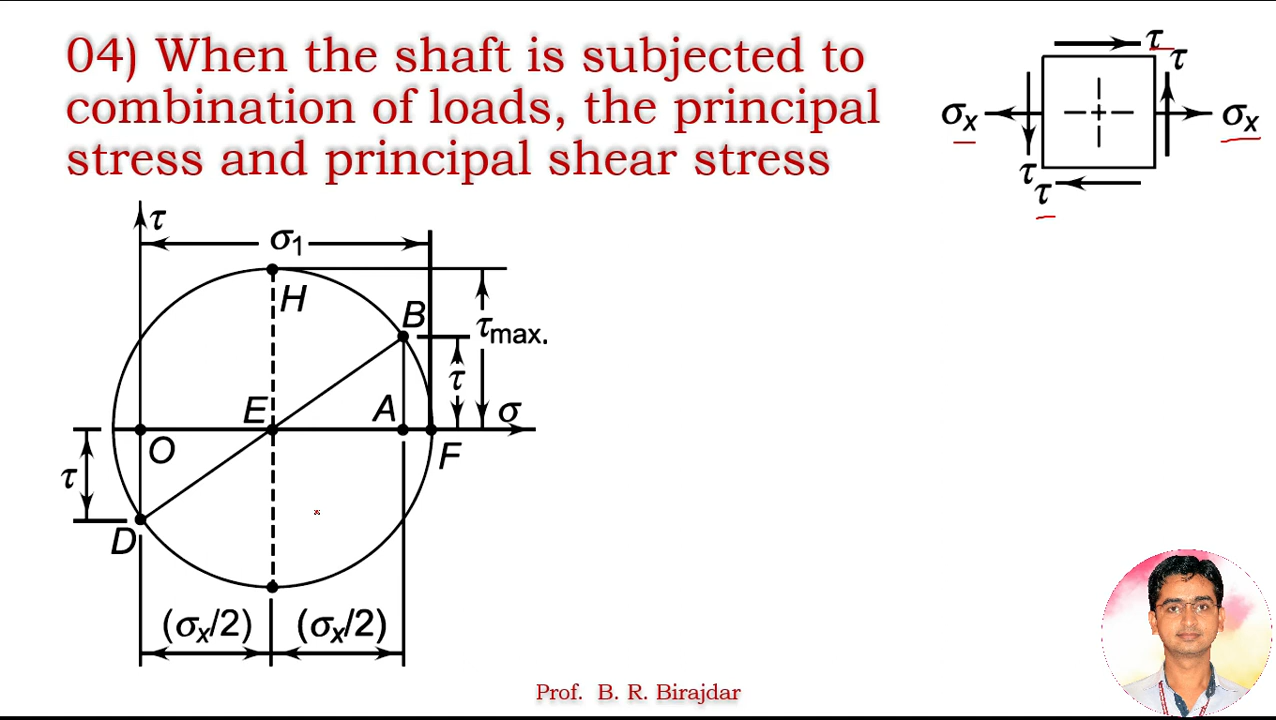 04) When the shaft is subjected to
combination of loads, the principal
stress and principal shear stress
τ
τ
σx
σx
τ
τ
τ
σ1
H
B
τmax.
τ
E
A
σ
O
F
τ
D
(σx/2)
(σx/2)
Prof. B. R. Birajdar